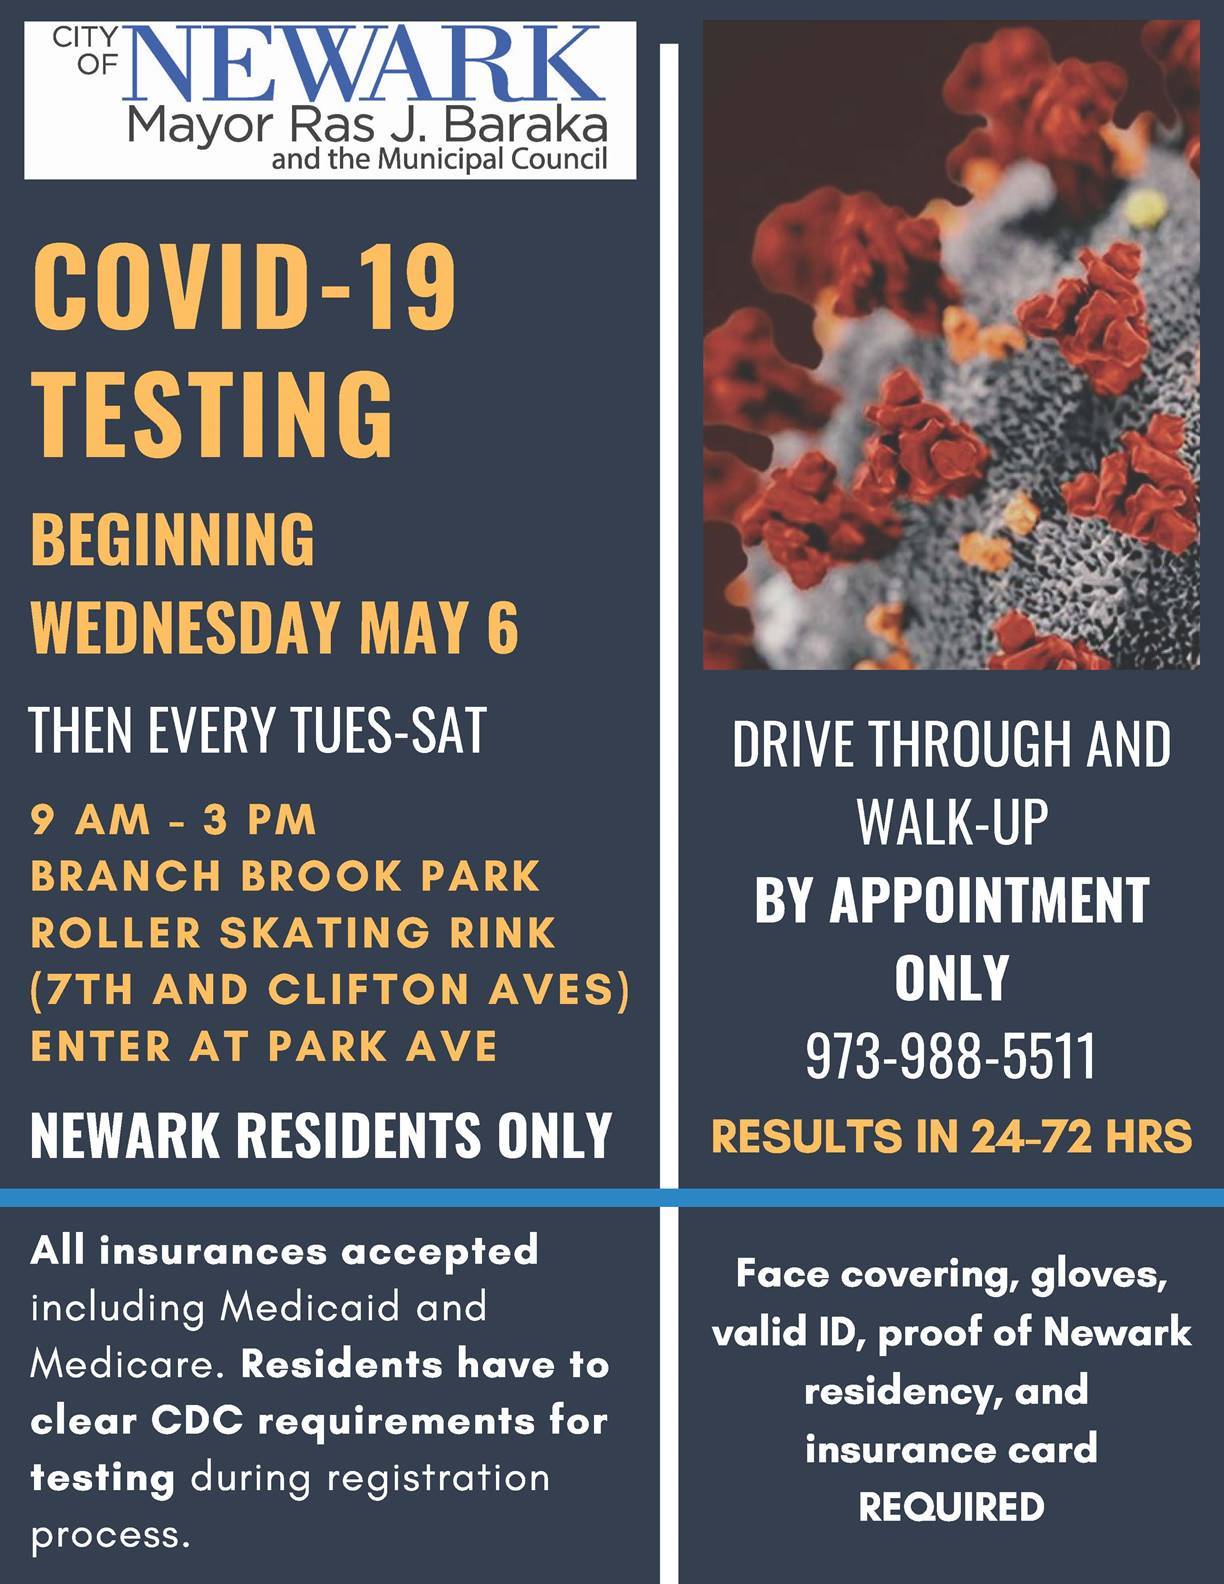 CITY
OF NEWARK
Mayor Ras J. Baraka
and the Municipal Council
COVID-19
TESTING
BEGINNING
WEDNESDAY MAY 6
THEN EVERY TUES-SAT
9 AM - 3 PM
BRANCH BROOK PARK
ROLLER SKATING RINK
(7TH AND CLIFTON AVES)
ENTER AT PARK AVE
NEWARK RESIDENTS ONLY
DRIVE THROUGH AND
WALK-UP
BY APPOINTMENT
ONLY
973-988-5511
RESULTS IN 24-72 HRS
All insurances accepted
including Medicaid and
Medicare. Residents have to
clear CDC requirements for
testing during registration
process.
Face covering, gloves,
valid ID, proof of Newark
residency, and
insurance card
REQUIRED